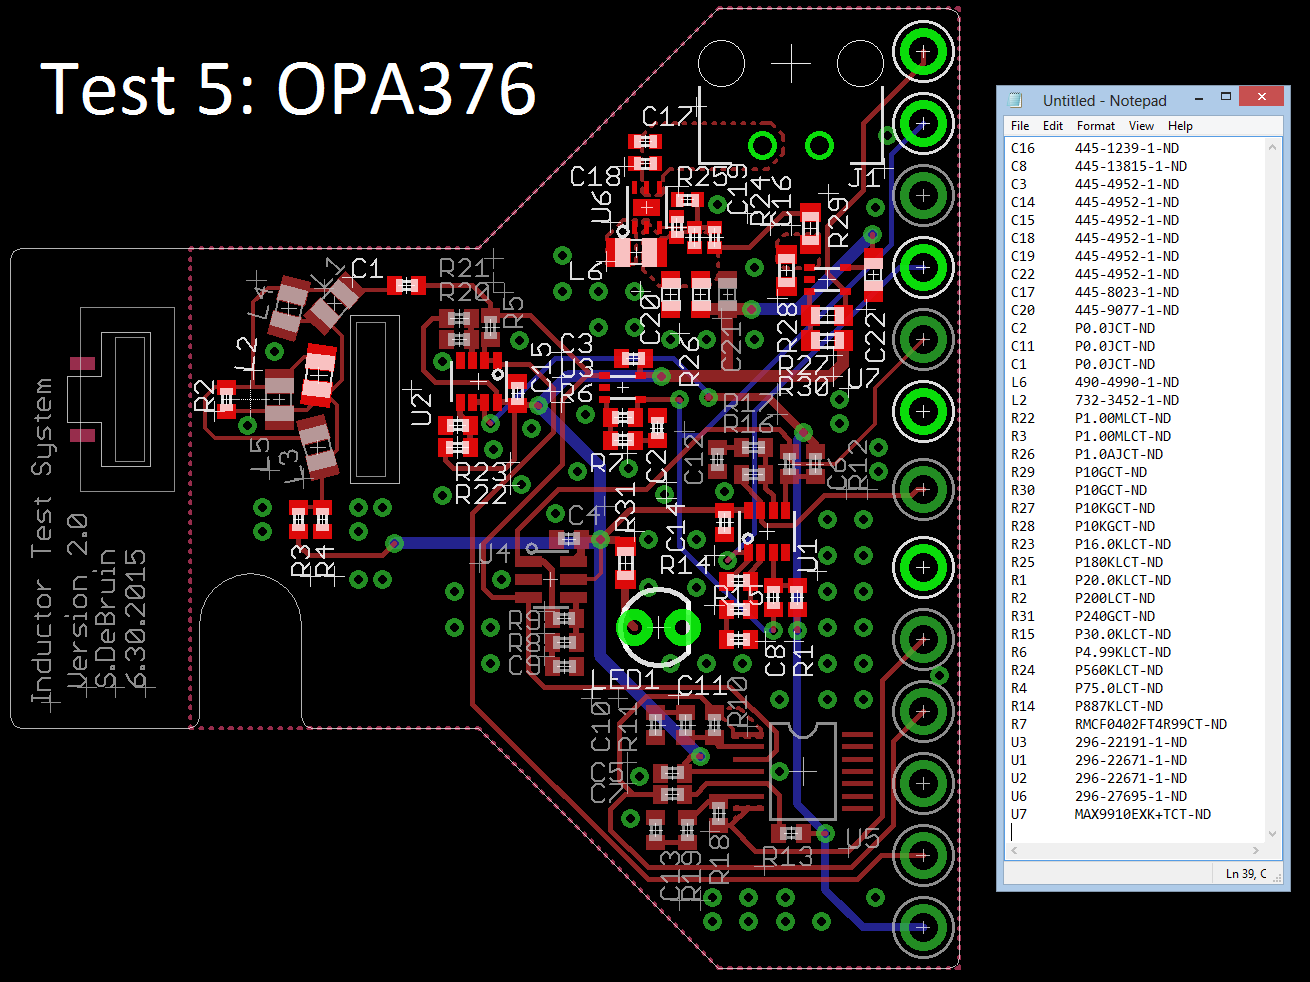 Test 5: OPA376
C17
C18
R25
C19
R24
C16
J1
U6
R29
L6
C20
C21
R28
R27
R30
C22
U7
L4
K1
C1
R21
R20
R5
L2
R2
L5
L3
U2
C15
C3
U3
R6
R26
R23
R22
R7
C2
R11
R16
C12
C6
R12
R3
R4
C4
U4
R31
C14
R14
R15
U1
R9
R8
C9
C8
R1
LED1
C11
C10
R11
R10
C5
U5
C13
R19
R18
R13
Inductor Test System
Version 2.0
S.DeBruin
6.30.2015
Untitled - Notepad
File Edit Format View Help
C16 445-1239-1-ND
C8 445-13815-1-ND
C3 445-4952-1-ND
C14 445-4952-1-ND
C15 445-4952-1-ND
C18 445-4952-1-ND
C19 445-4952-1-ND
C22 445-4952-1-ND
C17 445-8023-1-ND
C20 445-9077-1-ND
C2 P0.0JCT-ND
C11 P0.0JCT-ND
C1 P0.0JCT-ND
L6 490-4990-1-ND
L2 732-3452-1-ND
R22 P1.00MLCT-ND
R3 P1.00MLCT-ND
R26 P1.0AJCT-ND
R29 P10GCT-ND
R30 P10GCT-ND
R27 P10KGCT-ND
R28 P10KGCT-ND
R23 P16.0KLCT-ND
R25 P180KLCT-ND
R1 P20.0KLCT-ND
R2 P200LCT-ND
R31 P240GCT-ND
R15 P30.0KLCT-ND
R6 P4.99KLCT-ND
R24 P560KLCT-ND
R4 P75.0LCT-ND
R14 P887KLCT-ND
R7 RMCF0402FT4R99CT-ND
U3 296-22191-1-ND
U1 296-22671-1-ND
U2 296-22671-1-ND
U6 296-27695-1-ND
U7 MAX9910EXK+TCT-ND
Ln 39, C